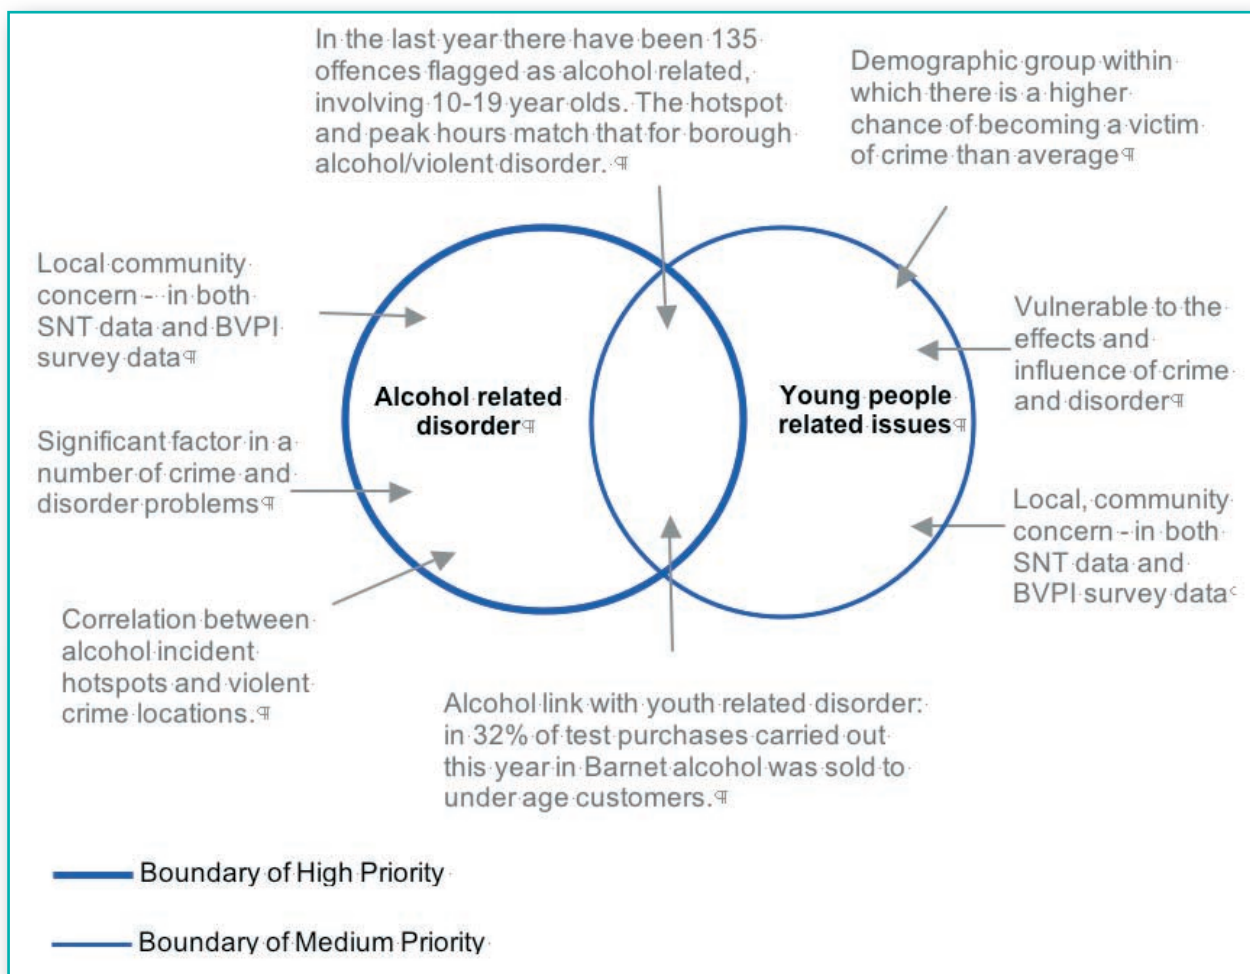 In the last year there have been 135
offences flagged as alcohol related,
involving 10-19 year olds. The hotspot
and peak hours match that for borough
alcohol/violent disorder.
Demographic group within
which there is a higher
chance of becoming a victim
of crime than average
Local community
concern - in both
SNT data and BVPI
survey data
Vulnerable to the
effects and
influence of crime
and disorder
Alcohol related
disorder
Young people
related issues
Significant factor in a
number of crime and
disorder problems
Local, community
concern - in both
SNT data and
BVPI survey data
Correlation between
alcohol incident
hotspots and violent
crime locations.
Alcohol link with youth related disorder:
in 32% of test purchases carried out
this year in Barnet alcohol was sold to
under age customers.
Boundary of High Priority
Boundary of Medium Priority